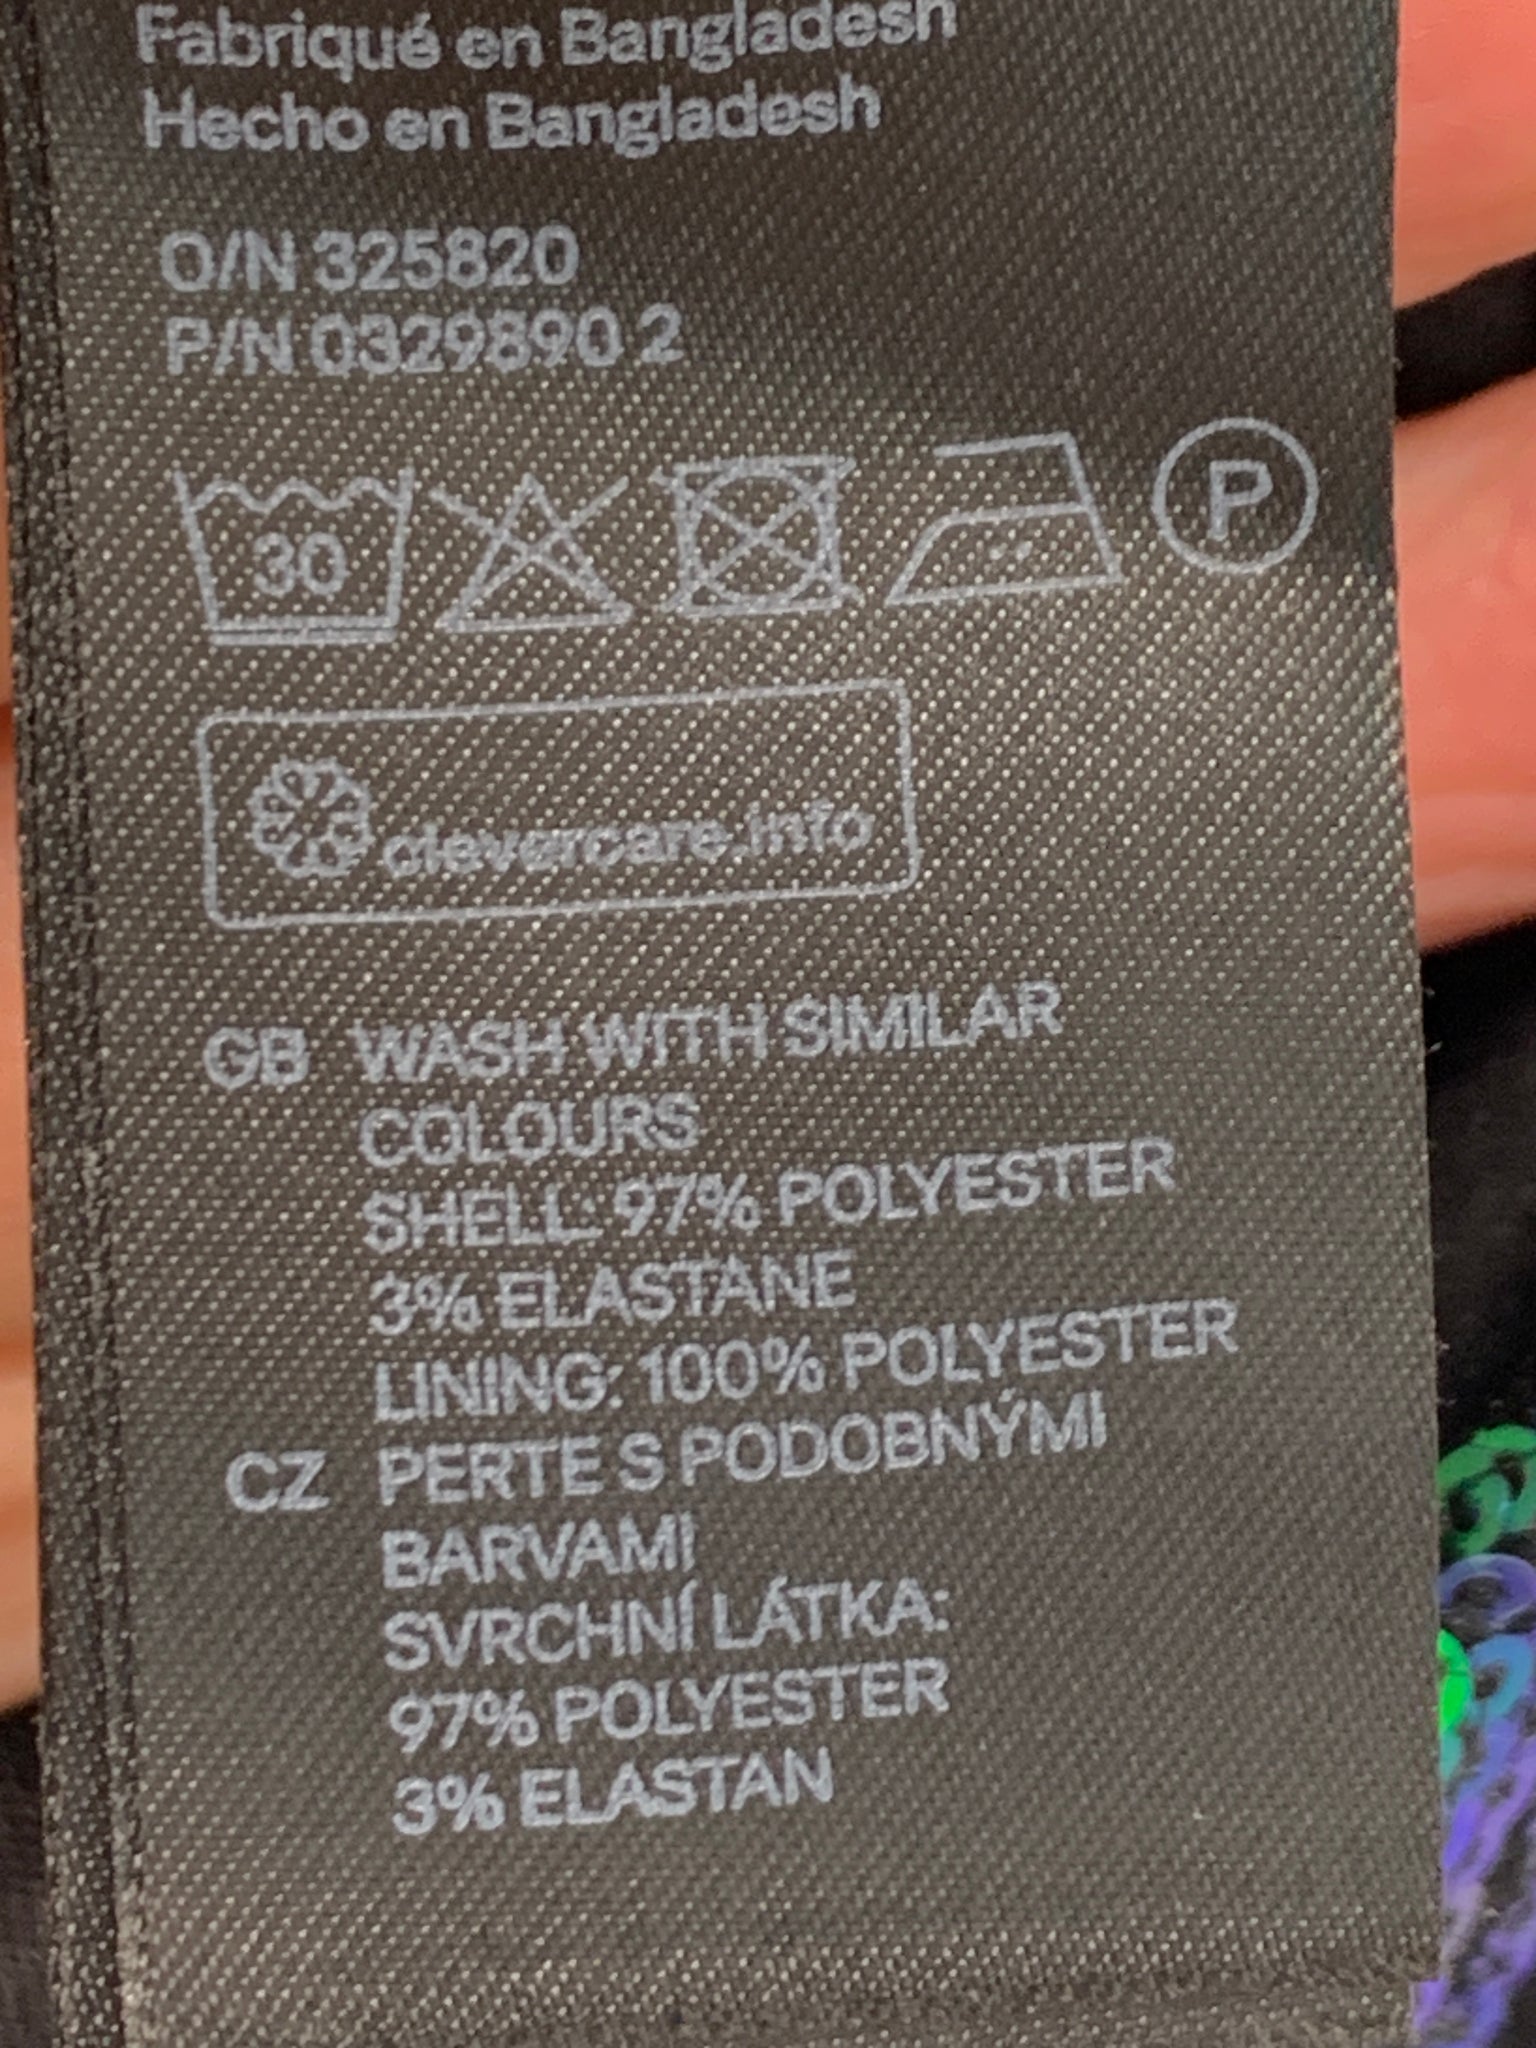 Fabriqué en Bangladesh
Hecho en Bangladesh
O/N 325820
P/N 0329890 2
30
P
clevercare.info
GB WASH WITH SIMILAR
COLOURS
SHELL: 97% POLYESTER
3% ELASTANE
LINING: 100% POLYESTER
CZ PERTE S PODOBNÝMI
BARVAMI
SVRCHNÍ LÁTKA:
97% POLYESTER
3% ELASTAN